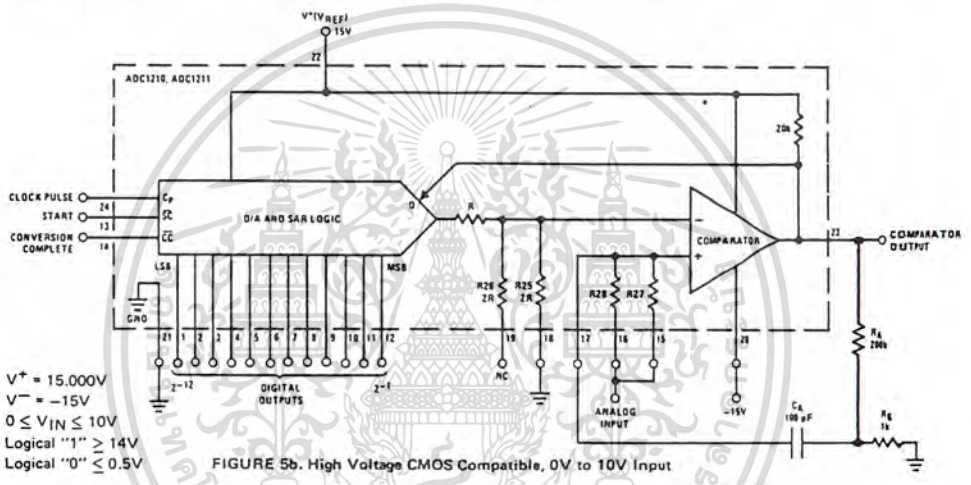 V⁺(V_REF)
15V
22
ADC1210, ADC1211
20k
CLOCK PULSE
24
CP
START
13
SC
CONVERSION COMPLETE
14
CC
D/A AND SAR LOGIC
D
R
LSB
MSB
COMPARATOR
−
+
23
COMPARATOR OUTPUT
GND
R26
2R
R25
2R
R28
R27
RA
200k
21 1 2 3 4 5 6 7 8 9 10 11 12
19
18
17
16
15
20
2⁻¹²
DIGITAL OUTPUTS
2⁻¹
NC
ANALOG INPUT
−15V
CA
100 pF
RB
1k
V⁺ = 15.000V
V⁻ = −15V
0 ≤ VIN ≤ 10V
Logical "1" ≥ 14V
Logical "0" ≤ 0.5V
FIGURE 5b. High Voltage CMOS Compatible, 0V to 10V Input